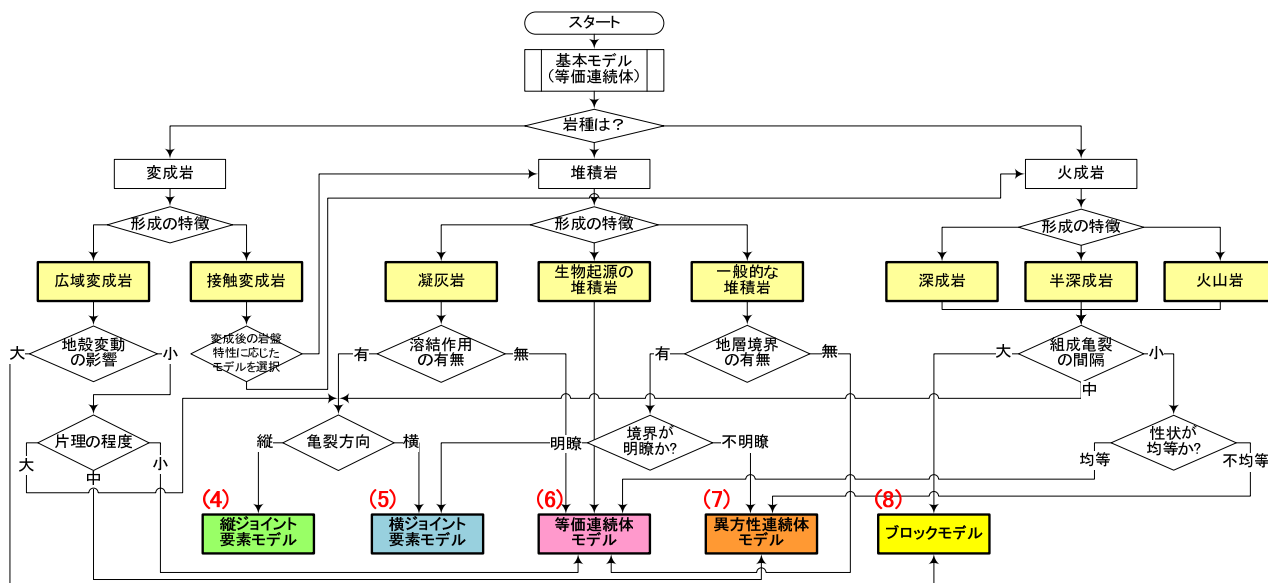 スタート
基本モデル
(等価連続体)
岩種は?
変成岩
堆積岩
火成岩
形成の特徴
形成の特徴
形成の特徴
広域変成岩
接触変成岩
凝灰岩
生物起源の
堆積岩
一般的な
堆積岩
深成岩
半深成岩
火山岩
大
地殻変動
の影響
小
変成後の岩盤
特性に応じた
モデルを選択
有
溶結作用
の有無
無
有
地層境界
の有無
無
大
組成亀裂
の間隔
小
中
片理の程度
大
中
小
縦
亀裂方向
横
明瞭
境界が
明瞭か?
不明瞭
性状が
均等か?
均等
不均等
(4)
縦ジョイント
要素モデル
(5)
横ジョイント
要素モデル
(6)
等価連続体
モデル
(7)
異方性連続体
モデル
(8)
ブロックモデル